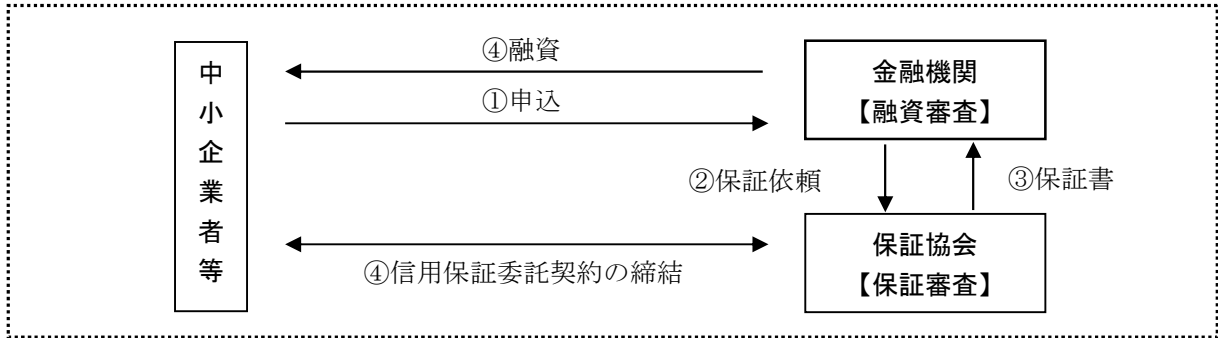 中小企業者等
④融資
①申込
金融機関
【融資審査】
②保証依頼
③保証書
④信用保証委託契約の締結
保証協会
【保証審査】